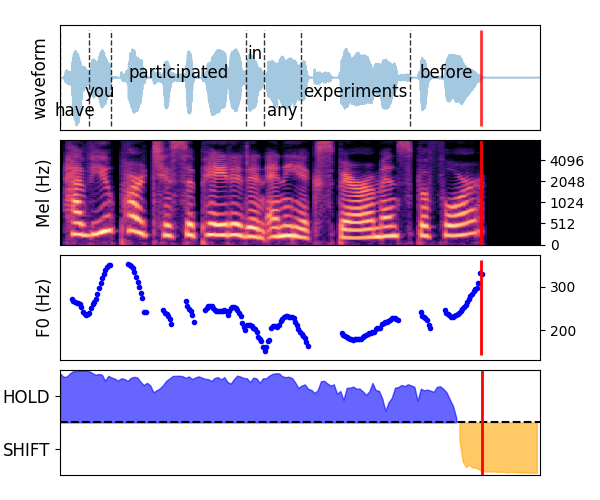 waveform
have
you
participated
in
any
experiments
before
Mel (Hz)
4096
2048
1024
512
0
F0 (Hz)
300
200
HOLD
SHIFT